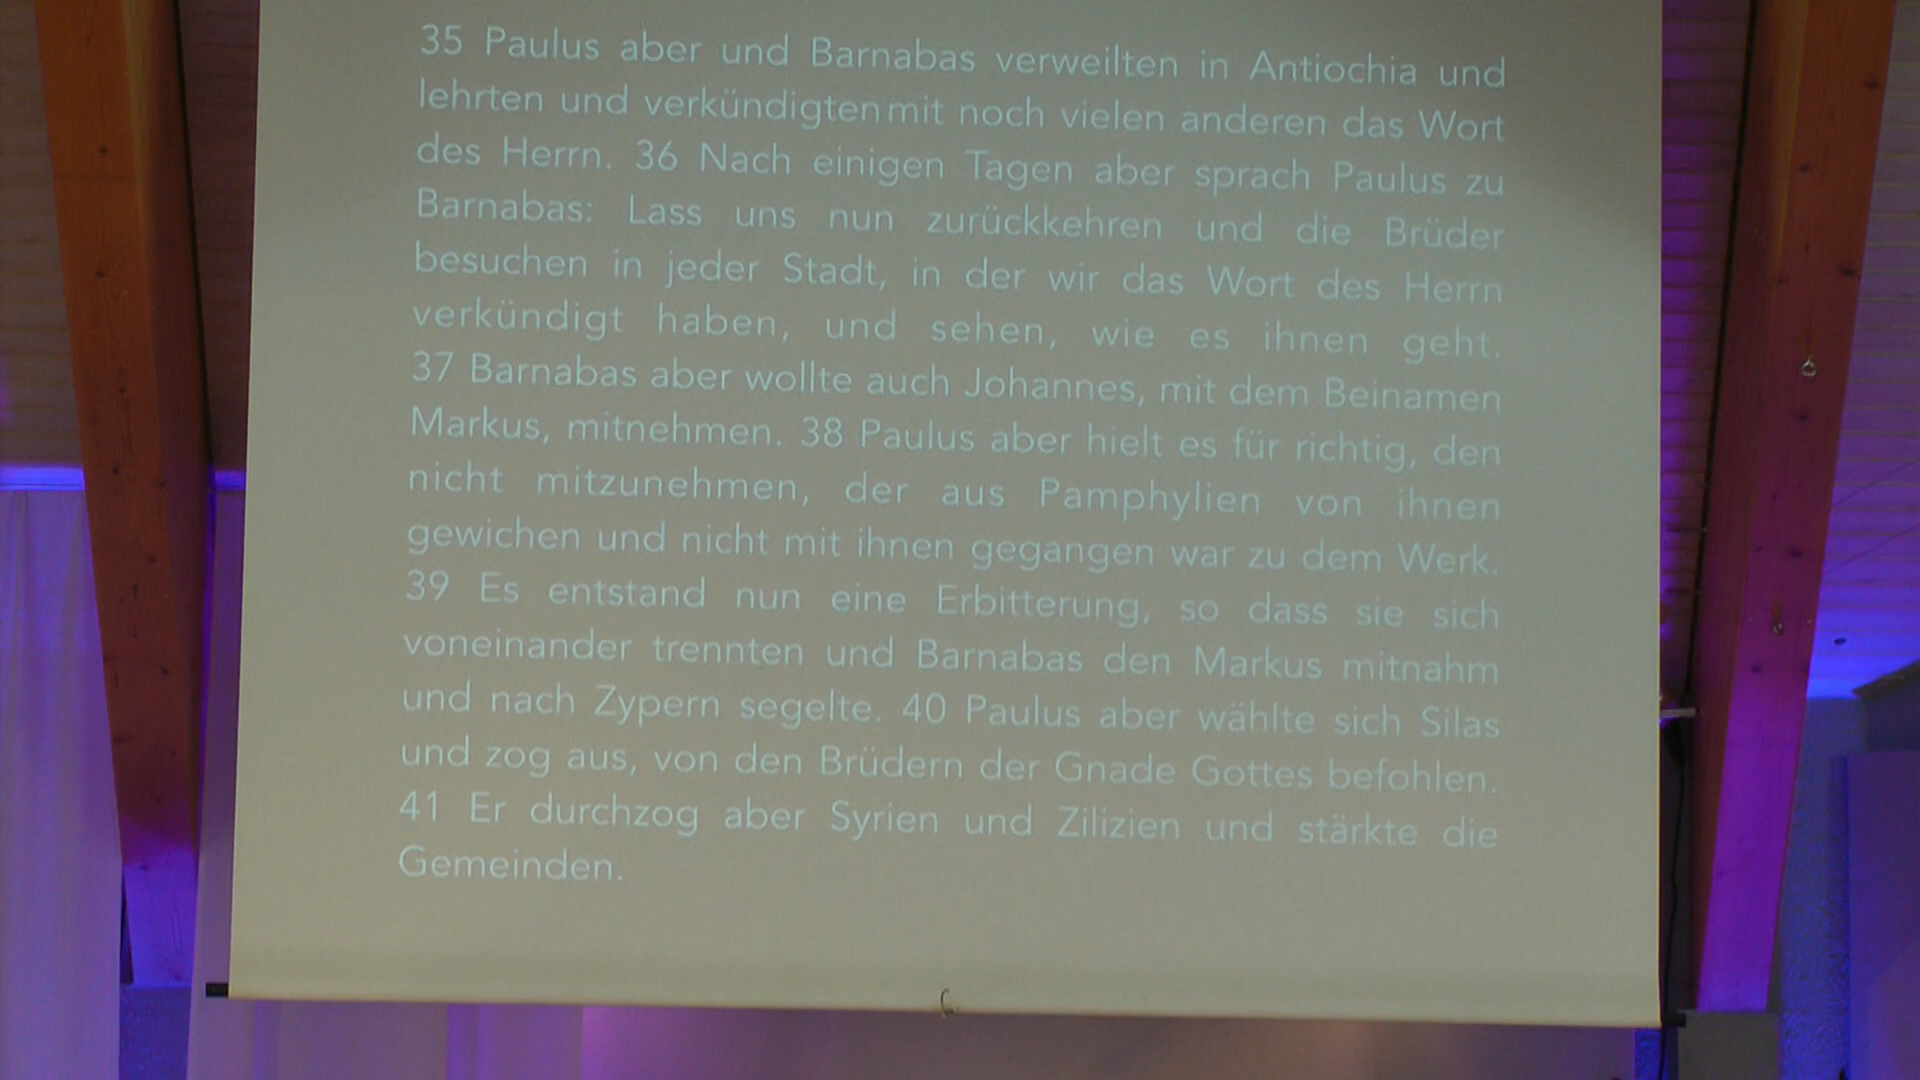 35 Paulus aber und Barnabas verweilten in Antiochia und
lehrten und verkündigten mit noch vielen anderen das Wort
des Herrn. 36 Nach einigen Tagen aber sprach Paulus zu
Barnabas: Lass uns nun zurückkehren und die Brüder
besuchen in jeder Stadt, in der wir das Wort des Herrn
verkündigt haben, und sehen, wie es ihnen geht.
37 Barnabas aber wollte auch Johannes, mit dem Beinamen
Markus, mitnehmen. 38 Paulus aber hielt es für richtig, den
nicht mitzunehmen, der aus Pamphylien von ihnen
gewichen und nicht mit ihnen gegangen war zu dem Werk.
39 Es entstand nun eine Erbitterung, so dass sie sich
voneinander trennten und Barnabas den Markus mitnahm
und nach Zypern segelte. 40 Paulus aber wählte sich Silas
und zog aus, von den Brüdern der Gnade Gottes befohlen.
41 Er durchzog aber Syrien und Zilizien und stärkte die
Gemeinden.